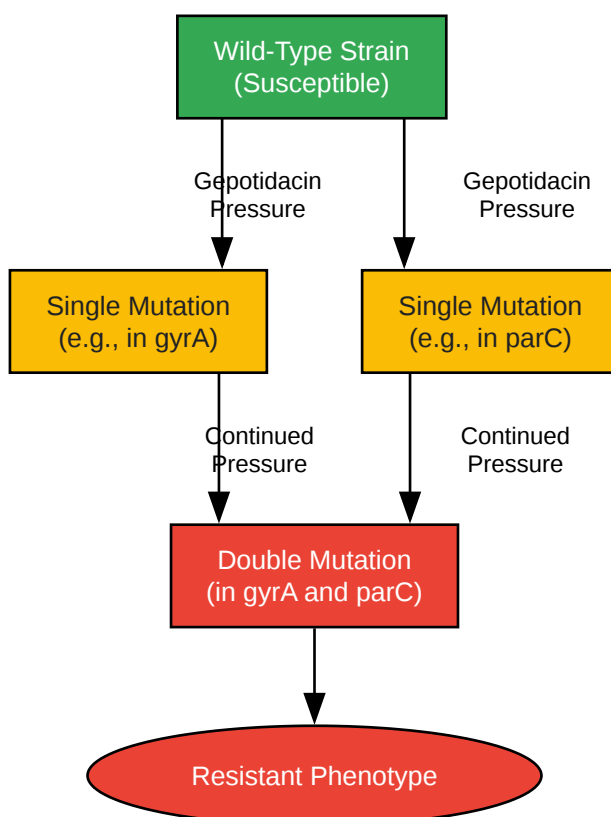 Wild-Type Strain
(Susceptible)
Gepotidacin
Pressure
Gepotidacin
Pressure
Single Mutation
(e.g., in gyrA)
Single Mutation
(e.g., in parC)
Continued
Pressure
Continued
Pressure
Double Mutation
(in gyrA and parC)
Resistant Phenotype